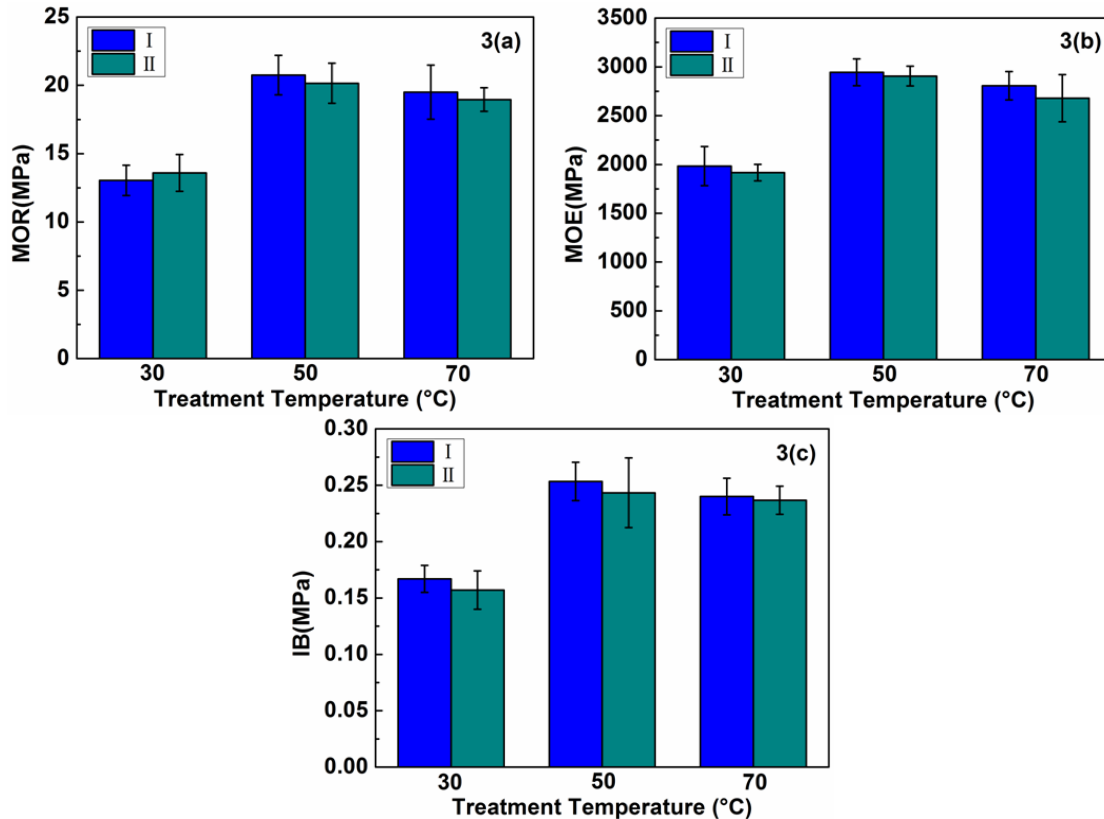 25
20
15
10
5
0
MOR(MPa)
Ⅰ
Ⅱ
3(a)
30 50 70
Treatment Temperature (°C)
3500
3000
2500
2000
1500
1000
500
0
MOE(MPa)
Ⅰ
Ⅱ
3(b)
30 50 70
Treatment Temperature (°C)
0.30
0.25
0.20
0.15
0.10
0.05
0.00
IB(MPa)
Ⅰ
Ⅱ
3(c)
30 50 70
Treatment Temperature (°C)